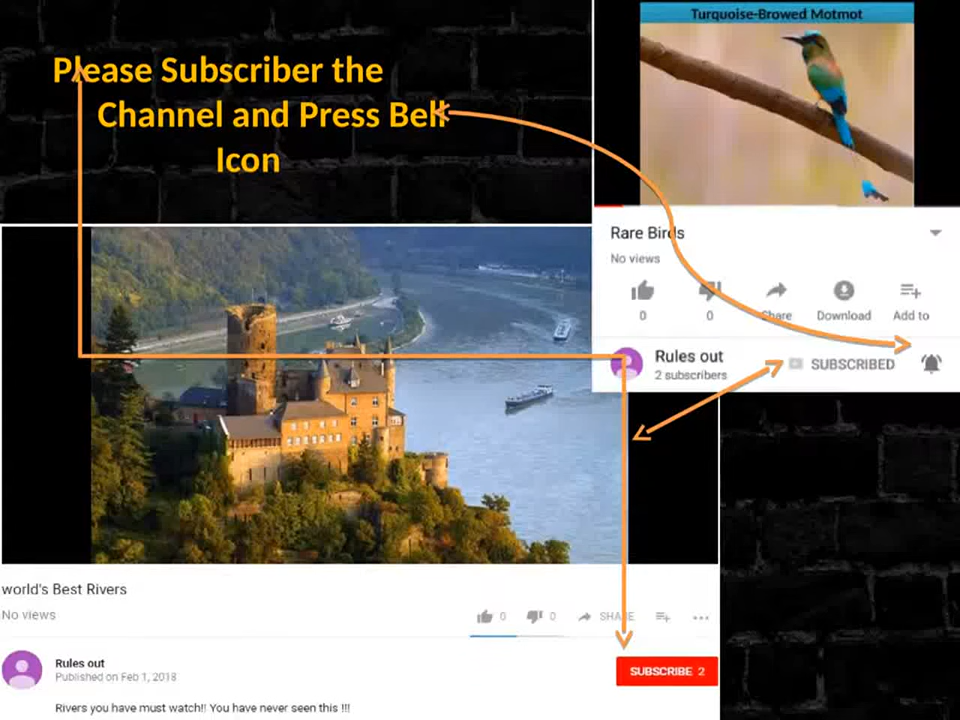 Please Subscriber the
Channel and Press Bell
Icon
Turquoise-Browed Motmot
Rare Birds
No views
0
0
Share
Download
Add to
Rules out
2 subscribers
SUBSCRIBED
world's Best Rivers
No views
0
0
SHARE
Rules out
Published on Feb 1, 2018
SUBSCRIBE 2
Rivers you have must watch!! You have never seen this !!!